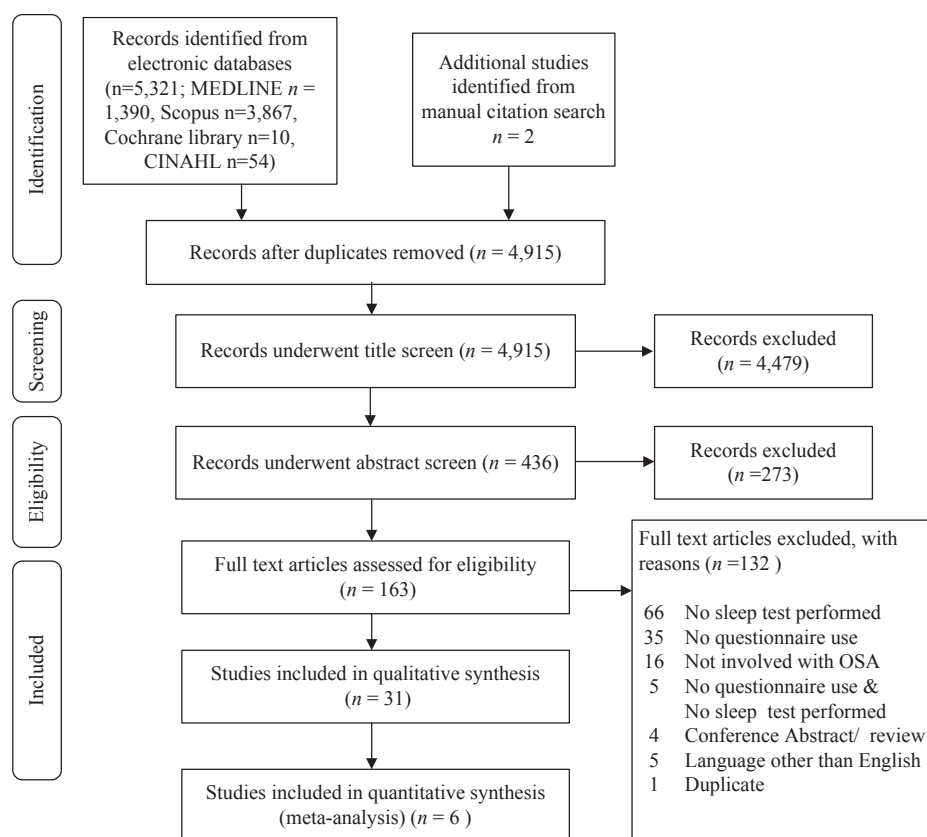 Identification
Records identified from
electronic databases
(n=5,321; MEDLINE n =
1,390, Scopus n=3,867,
Cochrane library n=10,
CINAHL n=54)
Additional studies
identified from
manual citation search
n = 2
Records after duplicates removed (n = 4,915)
Screening
Records underwent title screen (n = 4,915)
Records excluded
(n = 4,479)
Eligibility
Records underwent abstract screen (n = 436)
Records excluded
(n =273)
Included
Full text articles assessed for eligibility
(n = 163)
Full text articles excluded, with
reasons (n =132 )
66 No sleep test performed
35 No questionnaire use
16 Not involved with OSA
5 No questionnaire use &
No sleep test performed
4 Conference Abstract/ review
5 Language other than English
1 Duplicate
Studies included in qualitative synthesis
(n = 31)
Studies included in quantitative synthesis
(meta-analysis) (n = 6 )